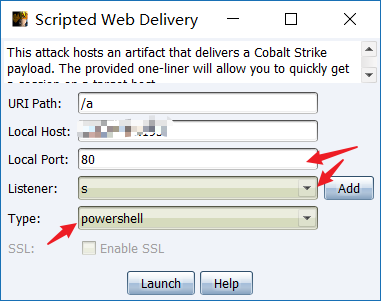 Scripted Web Delivery
This attack hosts an artifact that delivers a Cobalt Strike
payload. The provided one-liner will allow you to quickly get
URI Path: /a
Local Host:
Local Port: 80
Listener: s Add
Type: powershell
SSL: Enable SSL
Launch Help